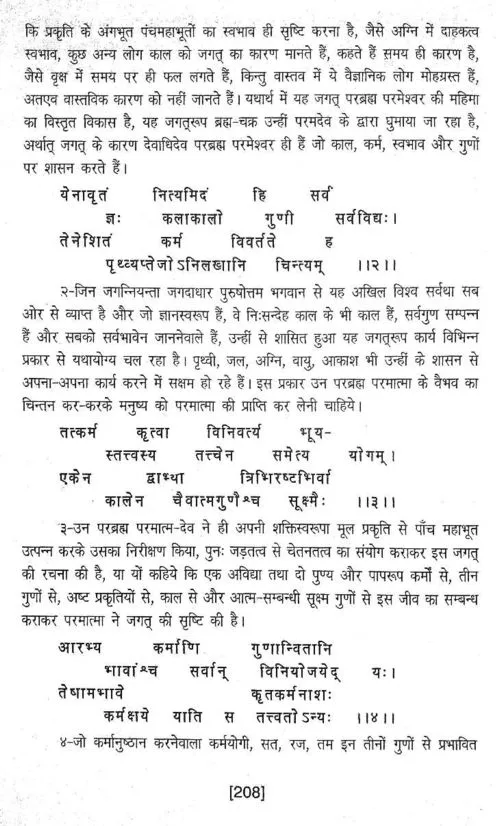 कि प्रकृति के अंगभूत पंचमहाभूतों का स्वभाव ही सृष्टि करना है, जैसे अग्नि में दाहकत्व
स्वभाव, कुछ अन्य लोग काल को जगत् का कारण मानते हैं, कहते हैं समय ही कारण है,
जैसे वृक्ष में समय पर ही फल लगते हैं, किन्तु वास्तव में ये वैज्ञानिक लोग मोहग्रस्त हैं,
अतएव वास्तविक कारण को नहीं जानते हैं। यथार्थ में यह जगत् परब्रह्म परमेश्वर की महिमा
का विस्तृत विकास है, यह जगत्‌रूप ब्रह्म-चक्र उन्हीं परमदेव के द्वारा घुमाया जा रहा है,
अर्थात् जगत् के कारण देवाधिदेव परब्रह्म परमेश्वर ही हैं जो काल, कर्म, स्वभाव और गुणों
पर शासन करते हैं।
येनावृतं नित्यमिदं हि सर्व
ज्ञः कलाकालो गुणी सर्वविद्यः।
तेनेशितं कर्म विवर्तते ह
पृथ्व्यप्तेजोऽनिलखानि चिन्त्यम् ।।२।।
२-जिन जगन्नियन्ता जगदाधार पुरुषोत्तम भगवान से यह अखिल विश्व सर्वथा सब
ओर से व्याप्त है और जो ज्ञानस्वरूप हैं, वे निःसन्देह काल के भी काल हैं, सर्वगुण सम्पन्न
हैं और सबको सर्वभावेन जाननेवाले हैं, उन्हीं से शासित हुआ यह जगत्‌रूप कार्य विभिन्न
प्रकार से यथायोग्य चल रहा है। पृथ्वी, जल, अग्नि, वायु, आकाश भी उन्हीं के शासन से
अपना-अपना कार्य करने में सक्षम हो रहे हैं। इस प्रकार उन परब्रह्म परमात्मा के वैभव का
चिन्तन कर-करके मनुष्य को परमात्मा की प्राप्ति कर लेनी चाहिये।
तत्कर्म कृत्वा विनिवर्त्य भूय-
स्तत्त्वस्य तत्त्वेन समेत्य योगम्।
एकेन द्वाभ्या त्रिभिरष्टभिर्वा
कालेन चैवात्मगुणैश्च सूक्ष्मैः ।।३।।
३-उन परब्रह्म परमात्म-देव ने ही अपनी शक्तिस्वरूपा मूल प्रकृति से पाँच महाभूत
उत्पन्न करके उसका निरीक्षण किया, पुनः जड़तत्व से चेतनतत्व का संयोग कराकर इस जगत्
की रचना की है, या यों कहिये कि एक अविद्या तथा दो पुण्य और पापरूप कर्मों से, तीन
गुणों से, अष्ट प्रकृतियों से, काल से और आत्म-सम्बन्धी सूक्ष्म गुणों से इस जीव का सम्बन्ध
कराकर परमात्मा ने जगत् की सृष्टि की है।
आरभ्य कर्माणि गुणान्वितानि
भावांश्च सर्वान् विनियोजयेद् यः।
तेषामभावे कृतकर्मनाशः
कर्मक्षये याति स तत्त्वतोऽन्यः ।।४।।
४-जो कर्मानुष्ठान करनेवाला कर्मयोगी, सत, रज, तम इन तीनों गुणों से प्रभावित
[208]